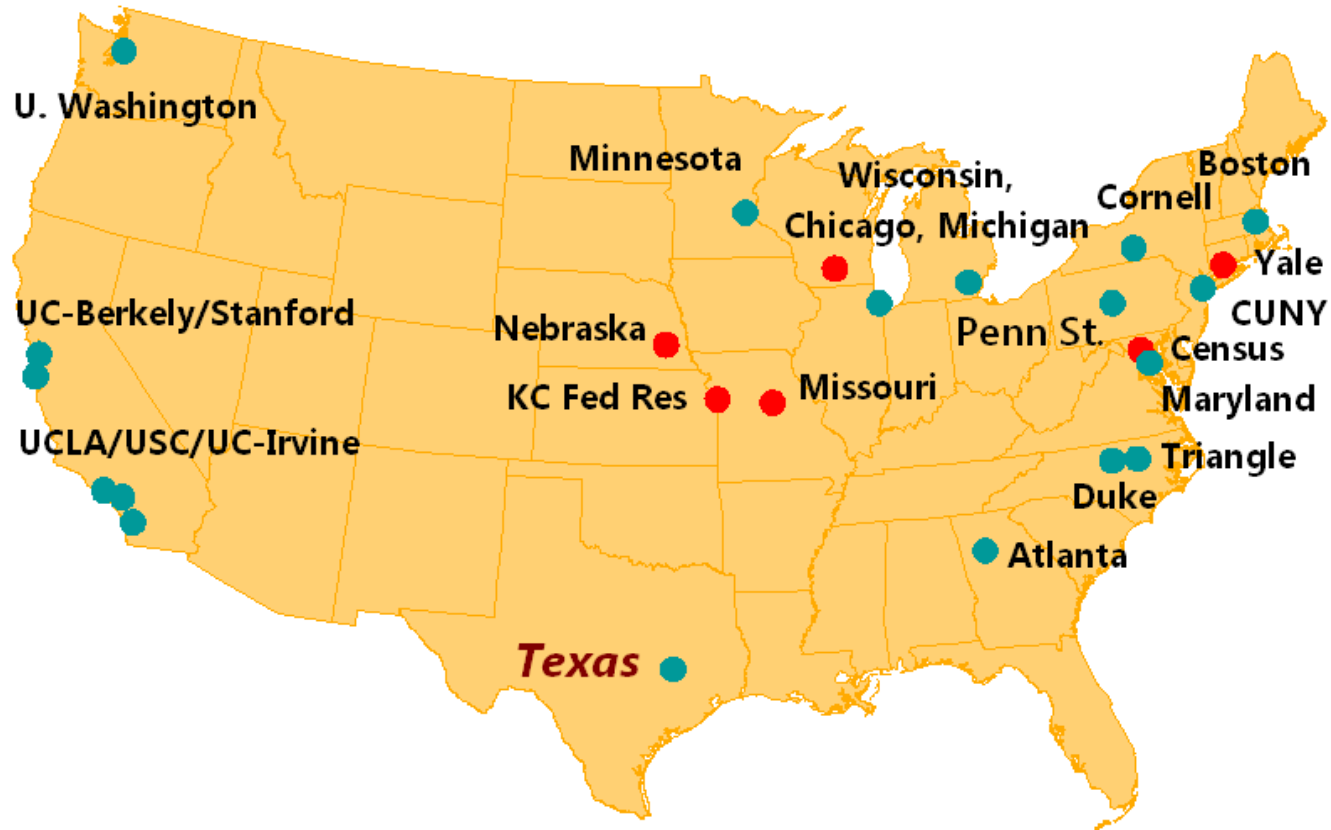 U. Washington
Minnesota
Wisconsin,
Chicago, Michigan
Boston
Cornell
Yale
CUNY
UC-Berkely/Stanford
Nebraska
Penn St.
Census
KC Fed Res
Missouri
Maryland
UCLA/USC/UC-Irvine
Triangle
Duke
Atlanta
Texas